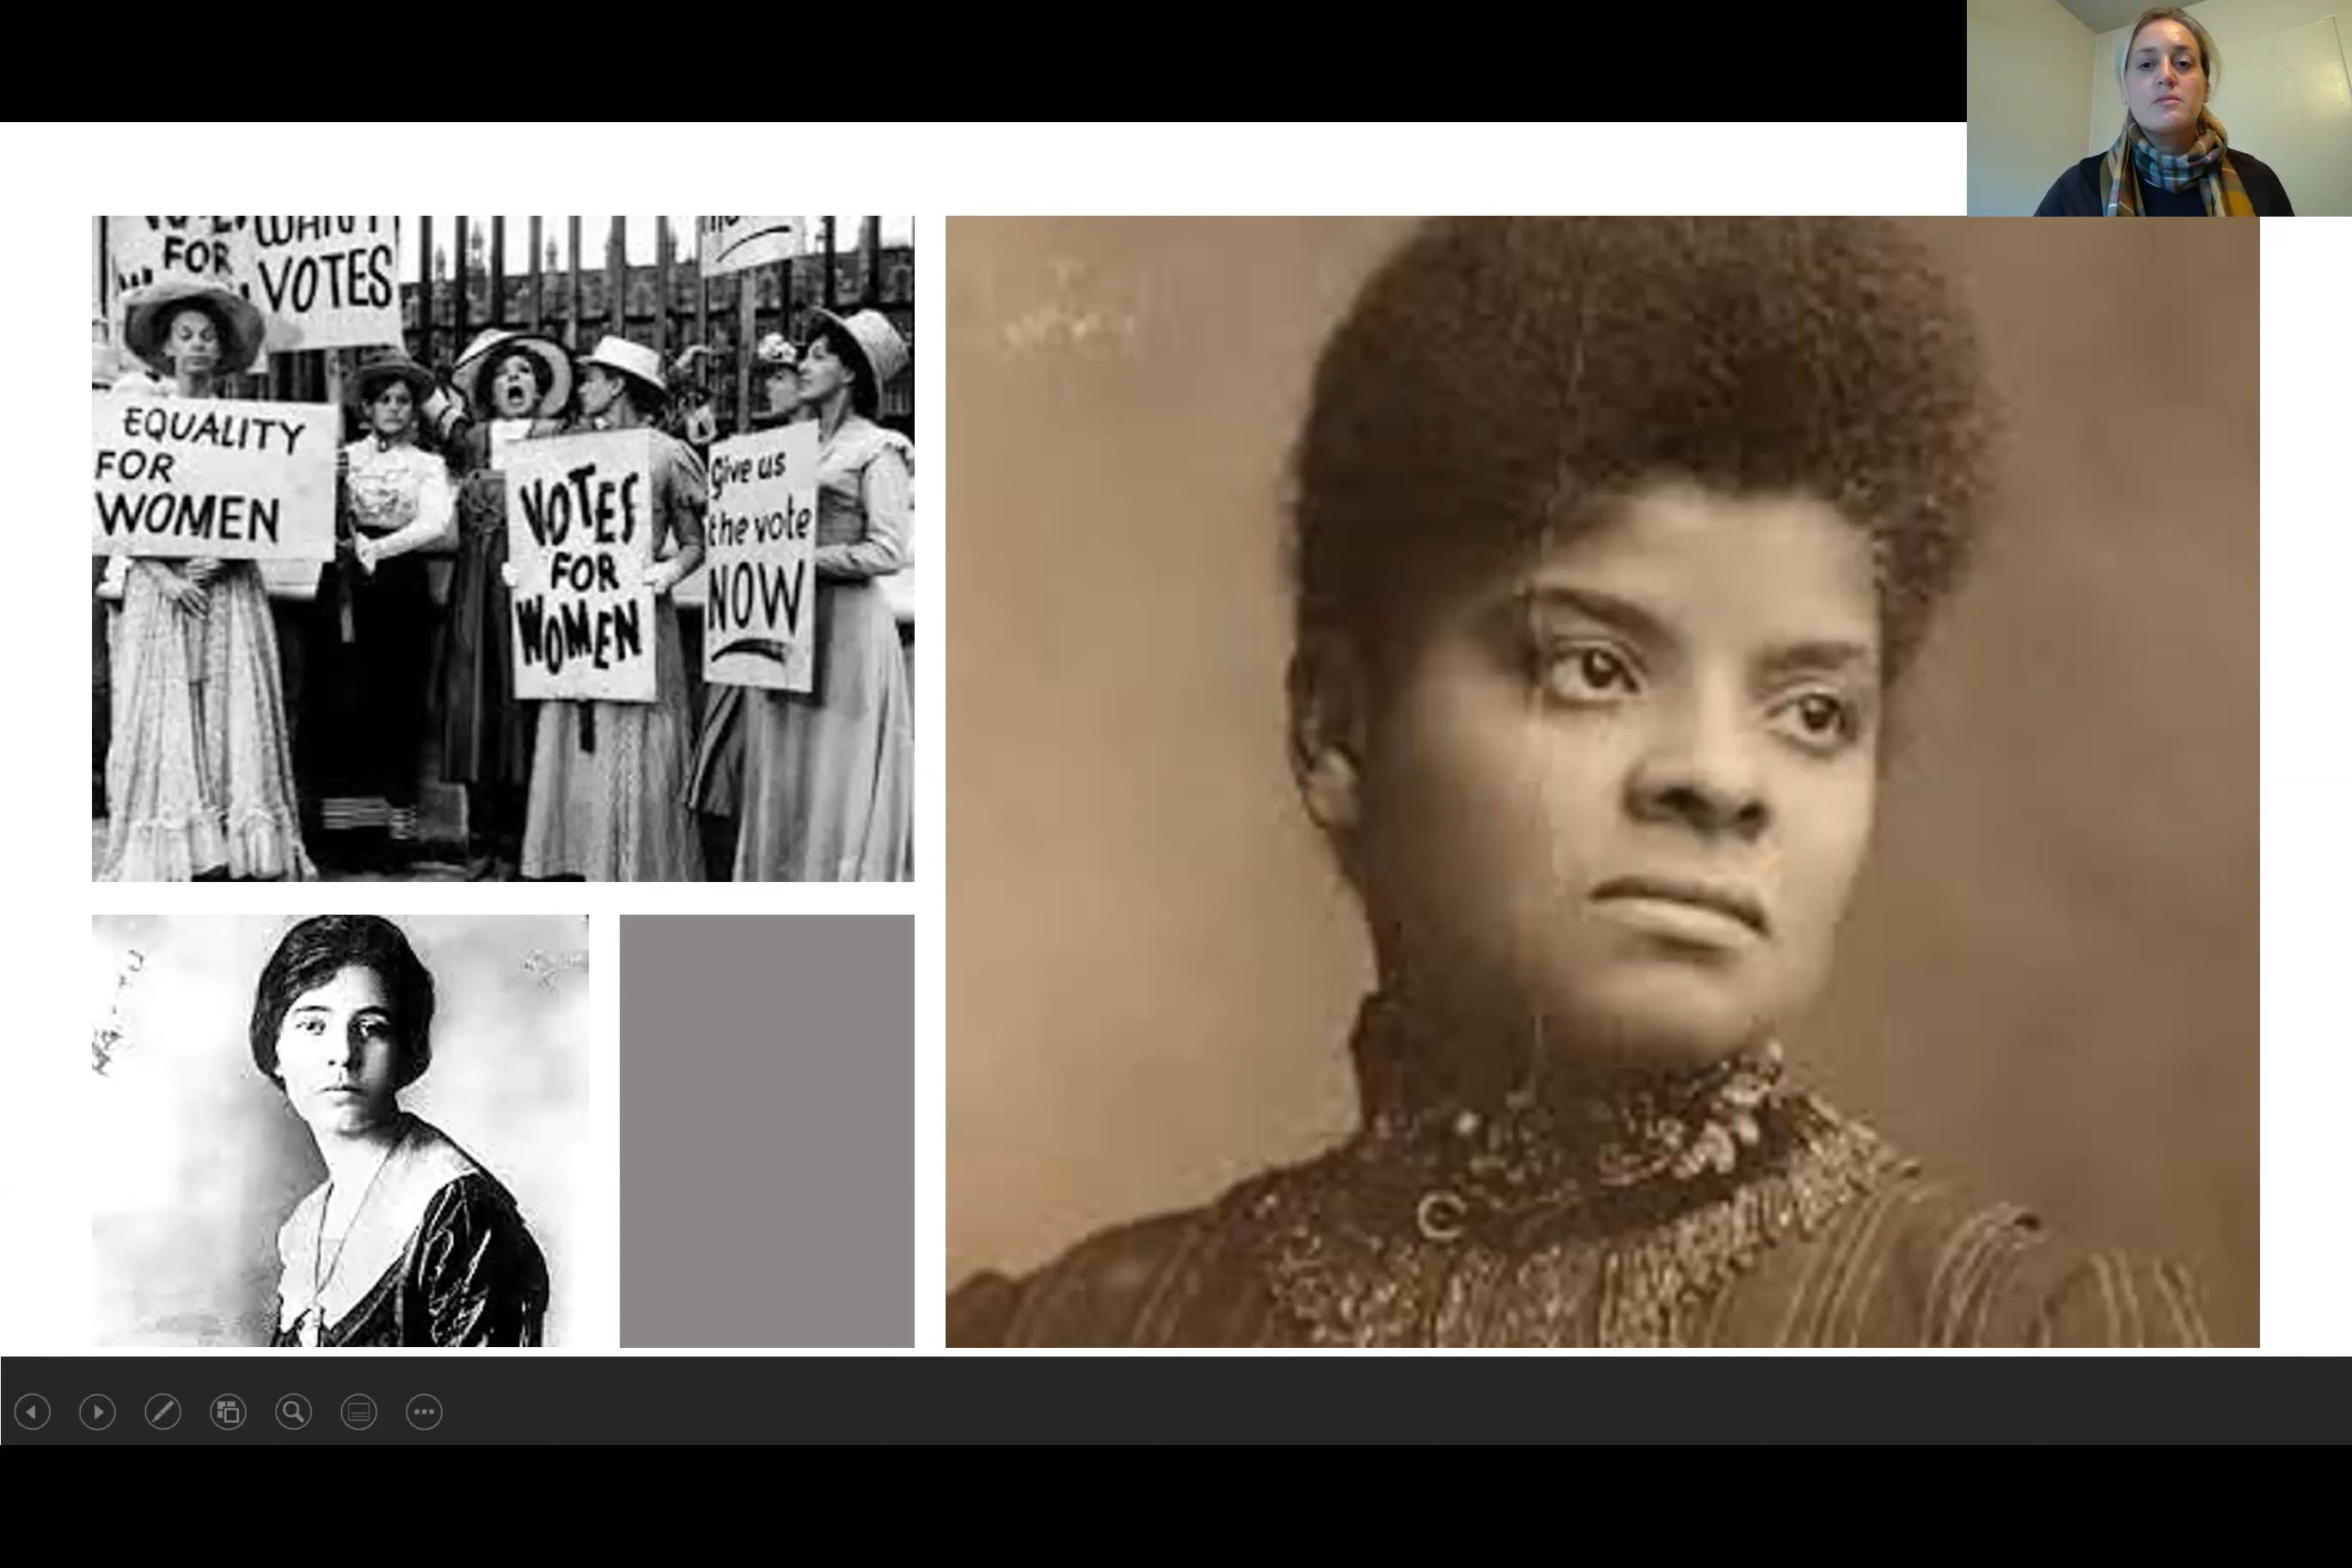 FOR
VOTES
EQUALITY
FOR
WOMEN
VOTES
FOR
WOMEN
Give us
the vote
NOW